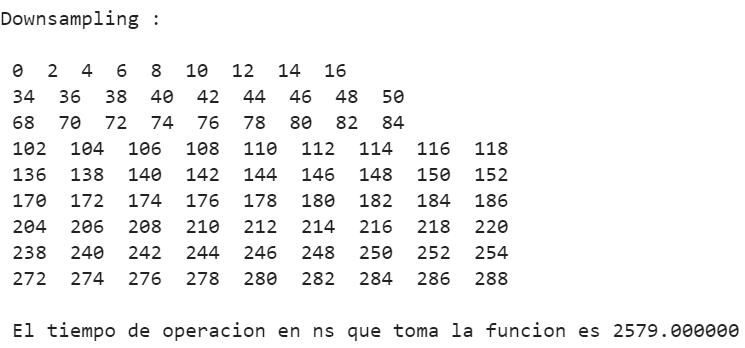 Downsampling :
0 2 4 6 8 10 12 14 16
34 36 38 40 42 44 46 48 50
68 70 72 74 76 78 80 82 84
102 104 106 108 110 112 114 116 118
136 138 140 142 144 146 148 150 152
170 172 174 176 178 180 182 184 186
204 206 208 210 212 214 216 218 220
238 240 242 244 246 248 250 252 254
272 274 276 278 280 282 284 286 288
El tiempo de operacion en ns que toma la funcion es 2579.000000